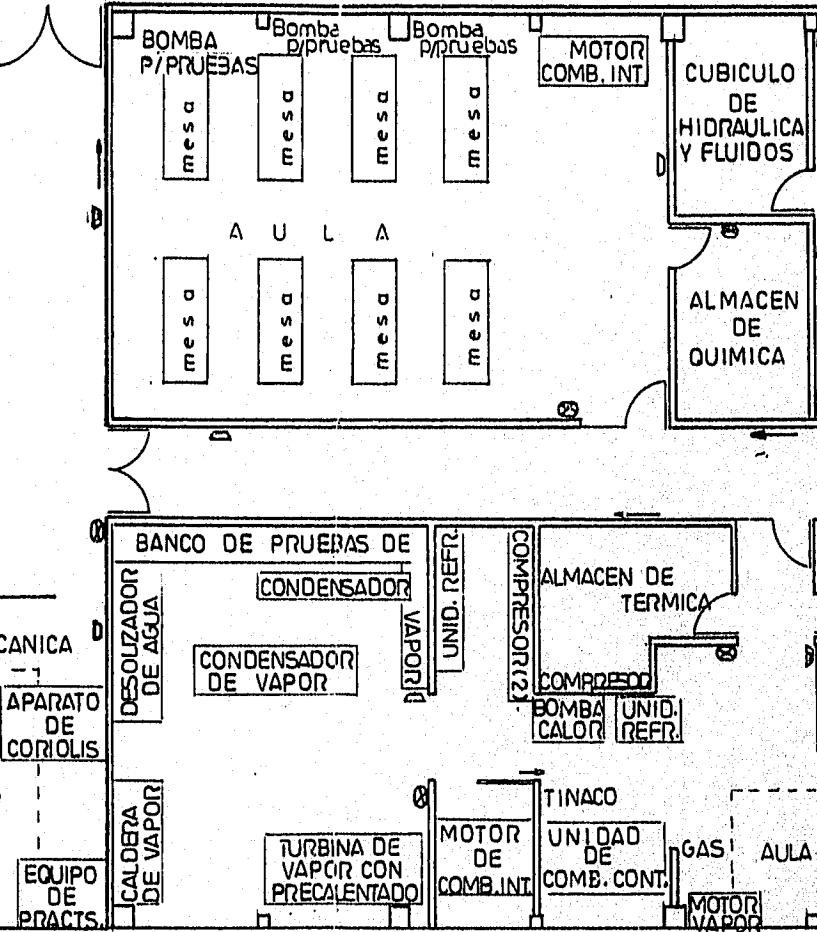 BOMBA
P/PRUEBAS
Bomba
p/pruebas
Bomba
p/pruebas
MOTOR
COMB. INT.
CUBICULO
DE
HIDRAULICA
Y FLUIDOS
mesa
mesa
mesa
mesa
A U L A
mesa
mesa
mesa
mesa
ALMACEN
DE
QUIMICA
BANCO DE PRUEBAS DE
VAPOR
CONDENSADOR
UNID. REFR.
COMPRESOR(2)
ALMACEN DE
TERMICA
DESOLIZADOR
DE AGUA
CONDENSADOR
DE VAPOR
CANICA
APARATO
DE
CORIOLIS
COMPRESOR
BOMBA
CALOR
UNID.
REFR.
CALDERA
DE VAPOR
TURBINA DE
VAPOR CON
PRECALENTADO
MOTOR
DE
COMB.INT.
TINACO
UNIDAD
DE
COMB. CONT.
GAS
AULA
EQUIPO
DE
PRACTS.
MOTOR
VAPOR